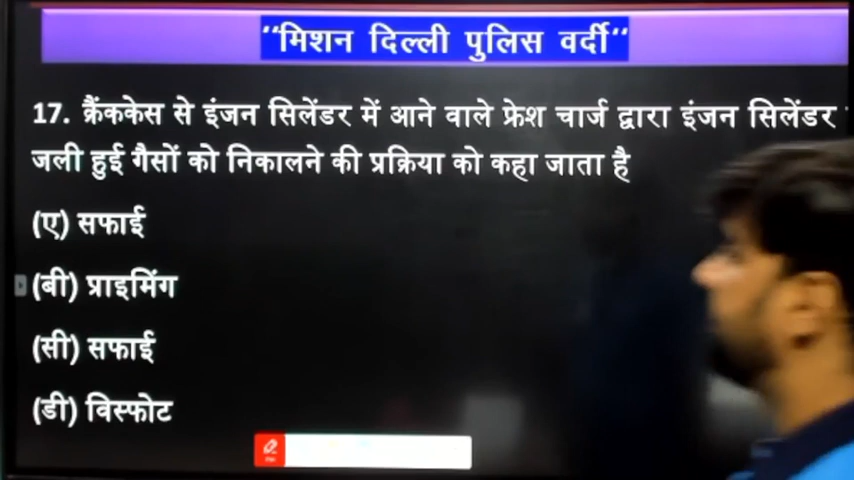 "मिशन दिल्ली पुलिस वर्दी"
17. क्रैंककेस से इंजन सिलेंडर में आने वाले फ्रेश चार्ज द्वारा इंजन सिलेंडर
जली हुई गैसों को निकालने की प्रक्रिया को कहा जाता है
(ए) सफाई
(बी) प्राइमिंग
(सी) सफाई
(डी) विस्फोट